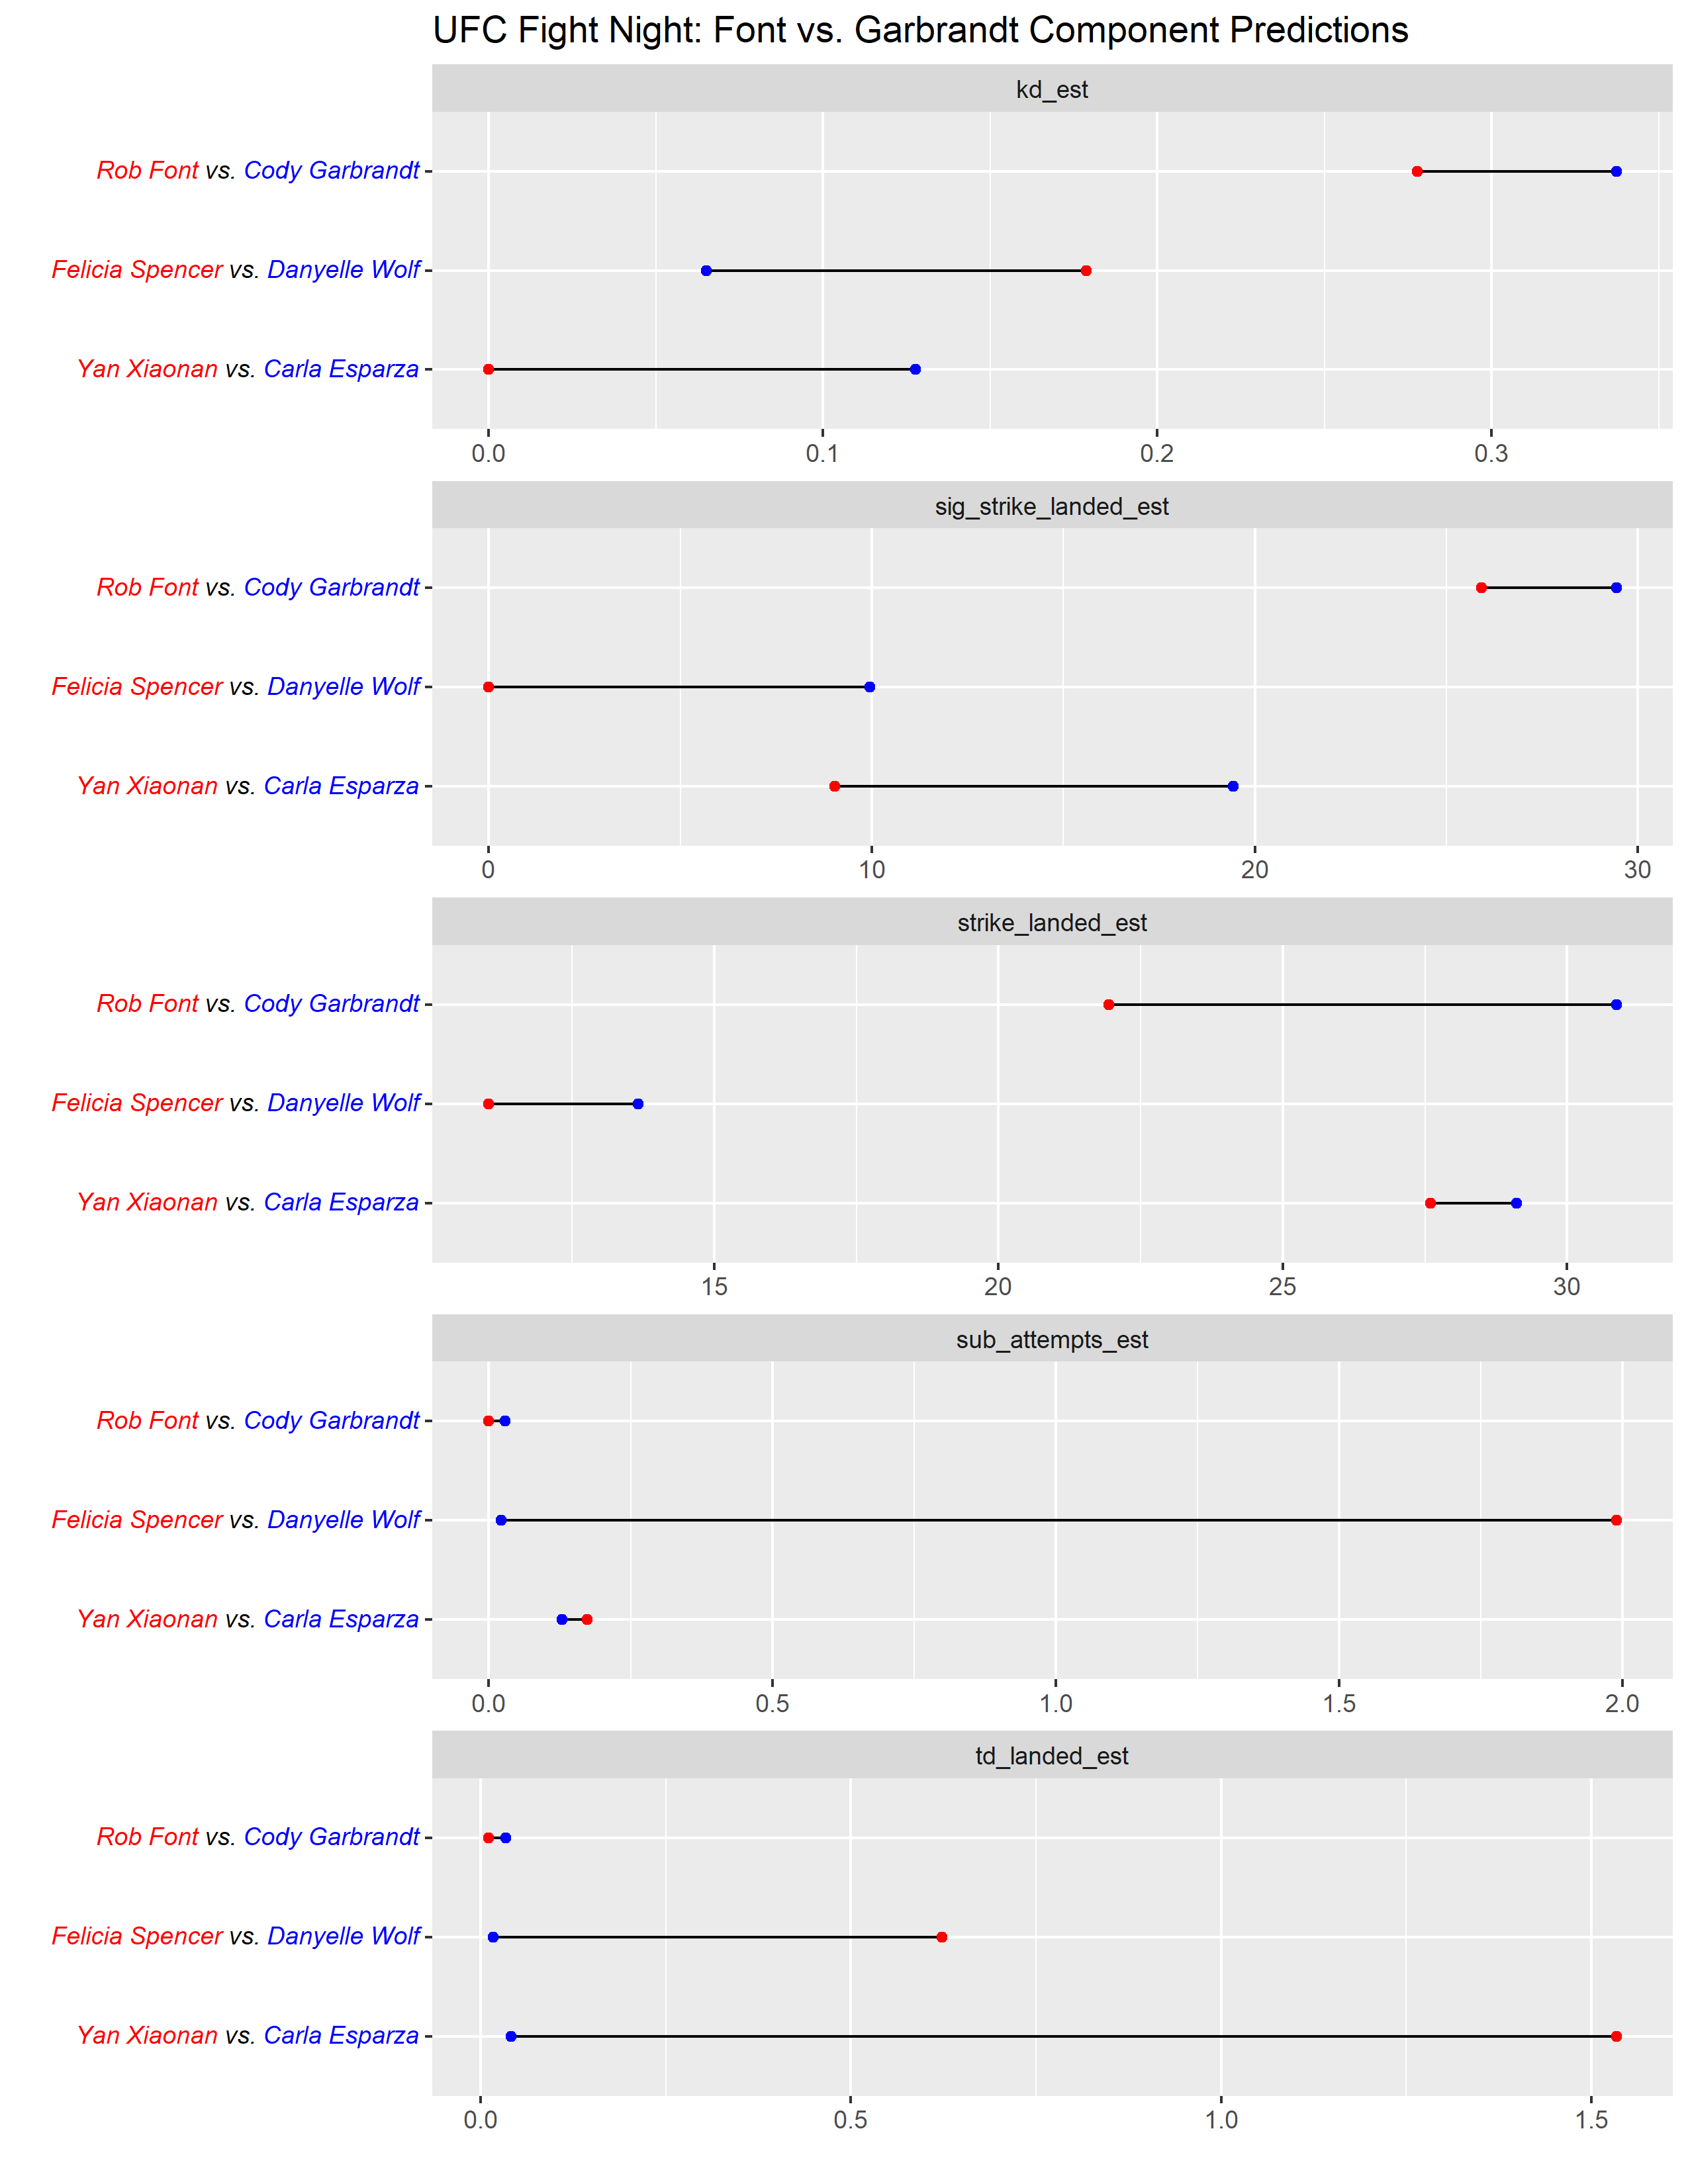 UFC Fight Night: Font vs. Garbrandt Component Predictions
kd_est
Rob Font vs. Cody Garbrandt
Felicia Spencer vs. Danyelle Wolf
Yan Xiaonan vs. Carla Esparza
0.0 0.1 0.2 0.3
sig_strike_landed_est
Rob Font vs. Cody Garbrandt
Felicia Spencer vs. Danyelle Wolf
Yan Xiaonan vs. Carla Esparza
0 10 20 30
strike_landed_est
Rob Font vs. Cody Garbrandt
Felicia Spencer vs. Danyelle Wolf
Yan Xiaonan vs. Carla Esparza
15 20 25 30
sub_attempts_est
Rob Font vs. Cody Garbrandt
Felicia Spencer vs. Danyelle Wolf
Yan Xiaonan vs. Carla Esparza
0.0 0.5 1.0 1.5 2.0
td_landed_est
Rob Font vs. Cody Garbrandt
Felicia Spencer vs. Danyelle Wolf
Yan Xiaonan vs. Carla Esparza
0.0 0.5 1.0 1.5